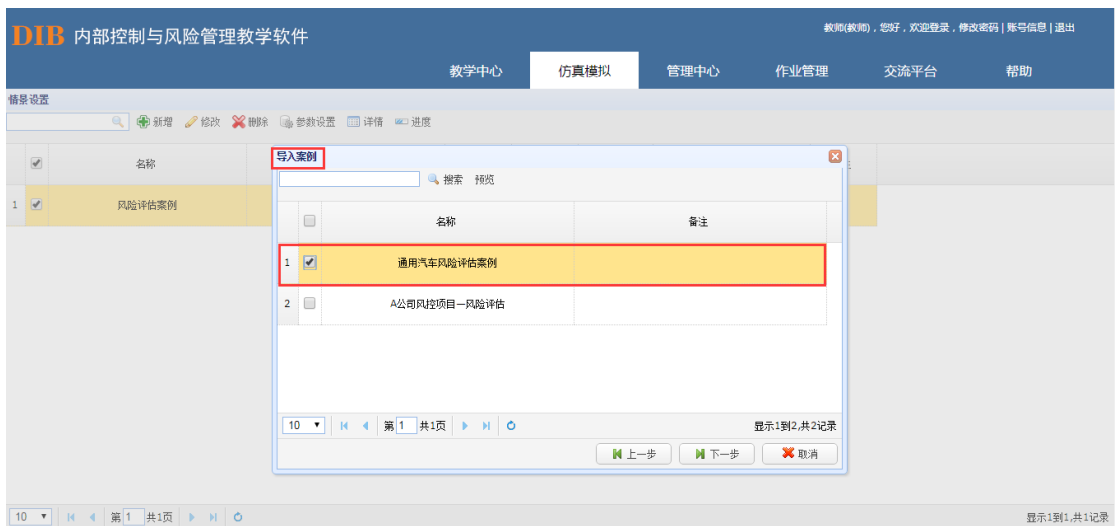 DIB 内部控制与风险管理教学软件
教师(教师)，您好，欢迎登录，修改密码 | 账号信息 | 退出
教学中心 仿真模拟 管理中心 作业管理 交流平台 帮助
情景设置
新增 修改 删除 参数设置 详情 进度
名称
1 风险评估案例
导入案例
搜索 预览
名称 备注
1 通用汽车风险评估案例
2 A公司风控项目—风险评估
10 第 1 共1页 显示1到2,共2记录
上一步 下一步 取消
10 第 1 共1页 显示1到1,共1记录